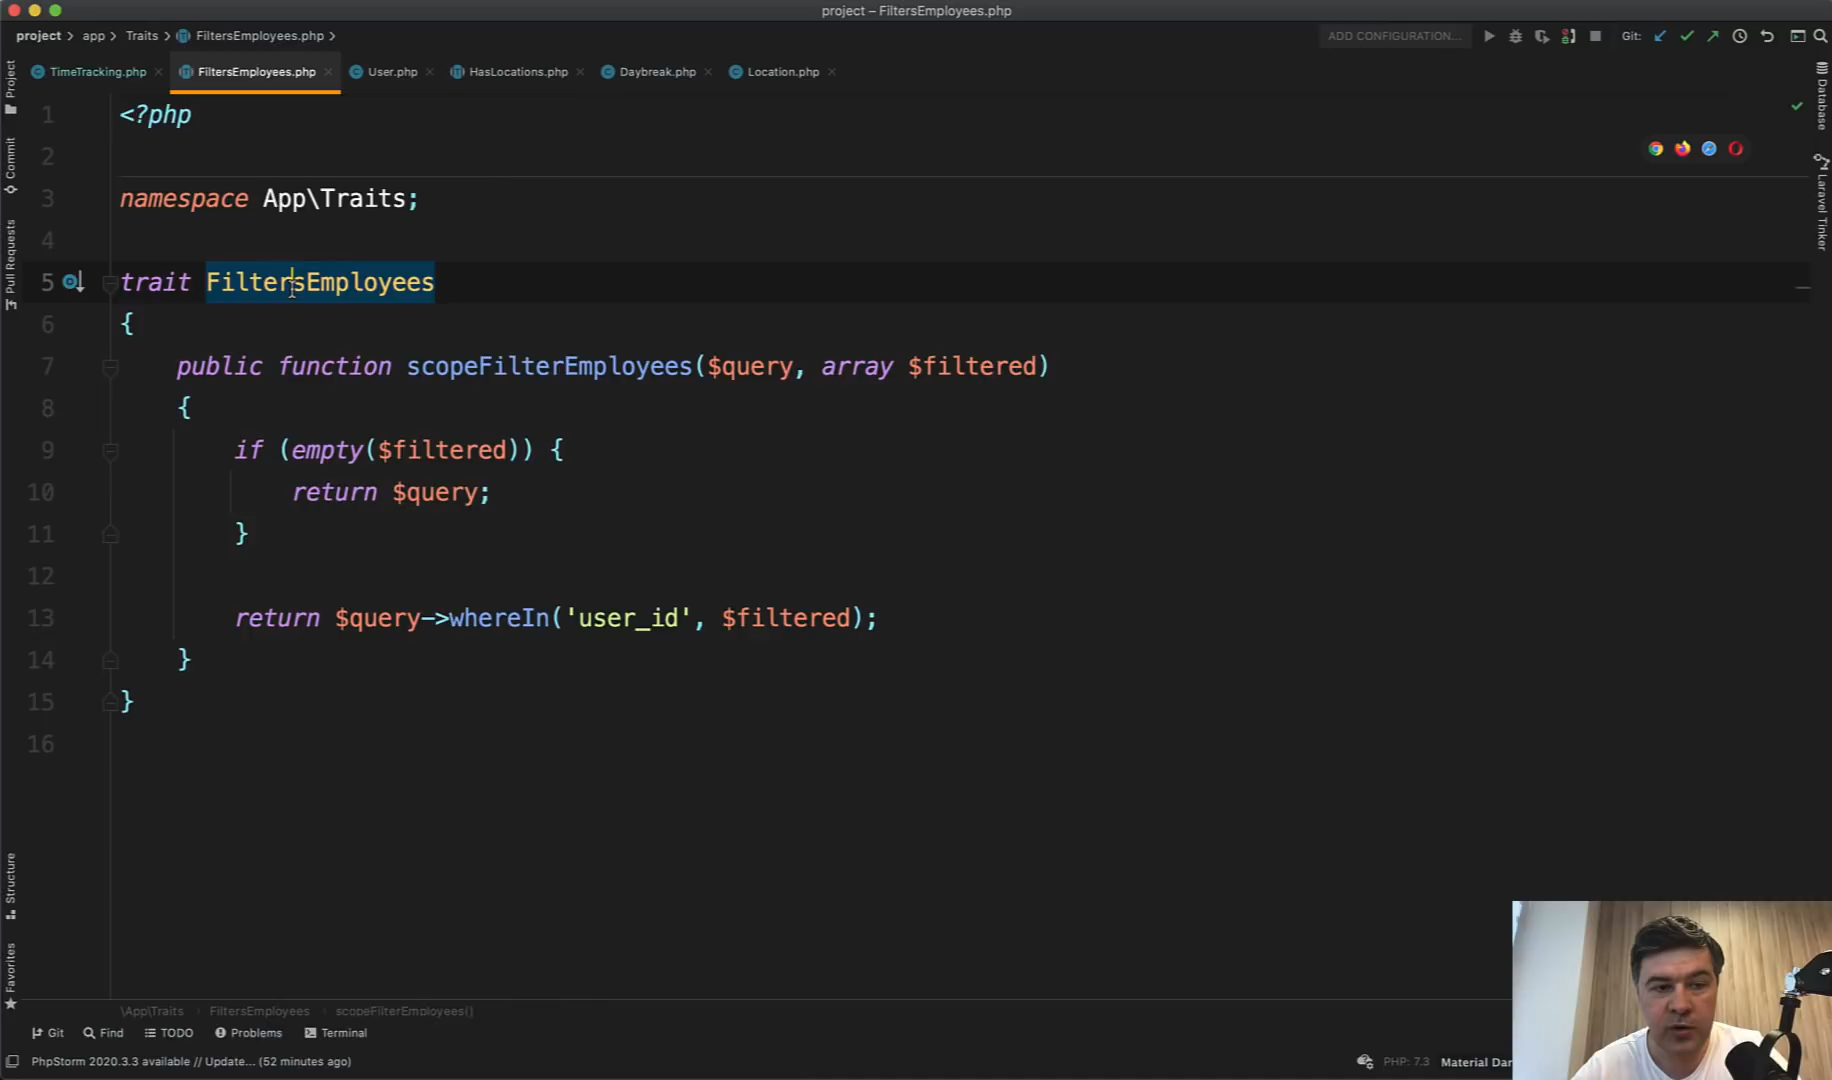 project – FiltersEmployees.php
project > app > Traits > FiltersEmployees.php >
ADD CONFIGURATION...
Git:
TimeTracking.php
FiltersEmployees.php
User.php
HasLocations.php
Daybreak.php
Location.php
Project
Commit
Pull Requests
Structure
Favorites
Database
Laravel Tinker
1 <?php
2
3 namespace App\Traits;
4
5 trait FiltersEmployees
6 {
7 public function scopeFilterEmployees($query, array $filtered)
8 {
9 if (empty($filtered)) {
10 return $query;
11 }
12
13 return $query->whereIn('user_id', $filtered);
14 }
15 }
16
\App\Traits FiltersEmployees scopeFilterEmployees()
Git Find TODO Problems Terminal
PhpStorm 2020.3.3 available // Update... (52 minutes ago)
PHP: 7.3 Material Dar